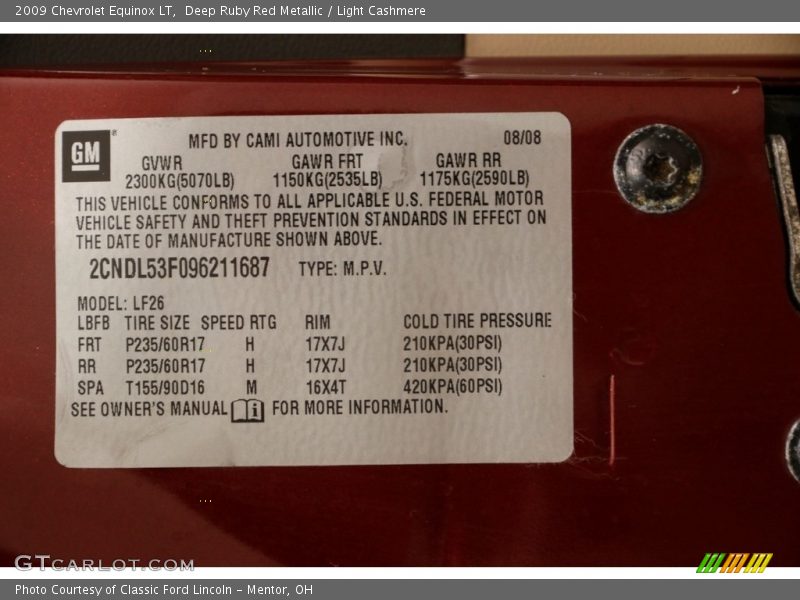 2009 Chevrolet Equinox LT,  Deep Ruby Red Metallic / Light Cashmere
GM
MFD BY CAMI AUTOMOTIVE INC. 08/08
GVWR GAWR FRT GAWR RR
2300KG(5070LB) 1150KG(2535LB) 1175KG(2590LB)
THIS VEHICLE CONFORMS TO ALL APPLICABLE U.S. FEDERAL MOTOR
VEHICLE SAFETY AND THEFT PREVENTION STANDARDS IN EFFECT ON
THE DATE OF MANUFACTURE SHOWN ABOVE.
2CNDL53F096211687 TYPE: M.P.V.
MODEL: LF26
LBFB TIRE SIZE SPEED RTG RIM COLD TIRE PRESSURE
FRT P235/60R17 H 17X7J 210KPA(30PSI)
RR P235/60R17 H 17X7J 210KPA(30PSI)
SPA T155/90D16 M 16X4T 420KPA(60PSI)
SEE OWNER'S MANUAL FOR MORE INFORMATION.
GTCARLOT.COM
Photo Courtesy of Classic Ford Lincoln - Mentor, OH